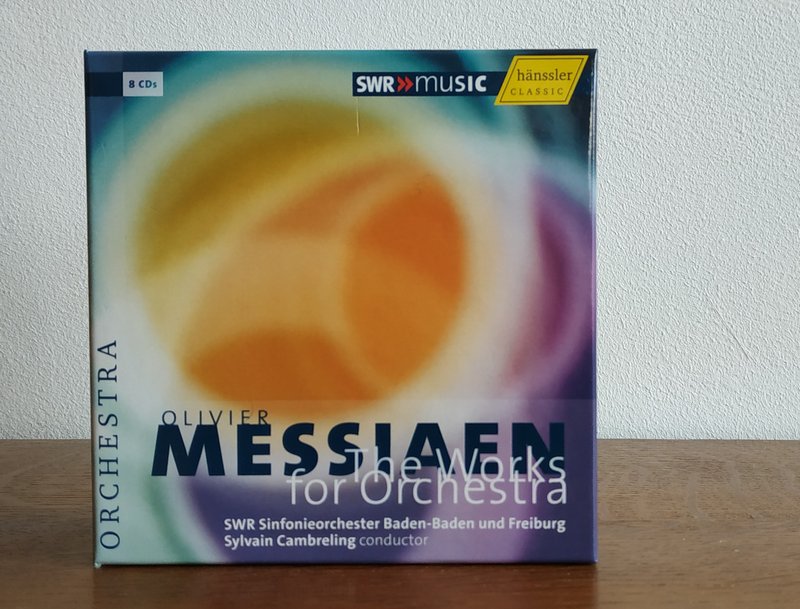 8 CDs
SWR»music
hänssler
CLASSIC
ORCHESTRA
OLIVIER
MESSIAEN
The Works
for Orchestra
SWR Sinfonieorchester Baden-Baden und Freiburg
Sylvain Cambreling conductor